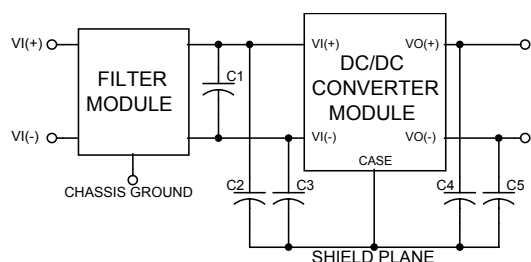 VI(+)
VI(-)
FILTER
MODULE
CHASSIS GROUND
C1
C2
C3
VI(+)
VI(-)
DC/DC
CONVERTER
MODULE
CASE
VO(+)
VO(-)
C4
C5
SHIELD PLANE